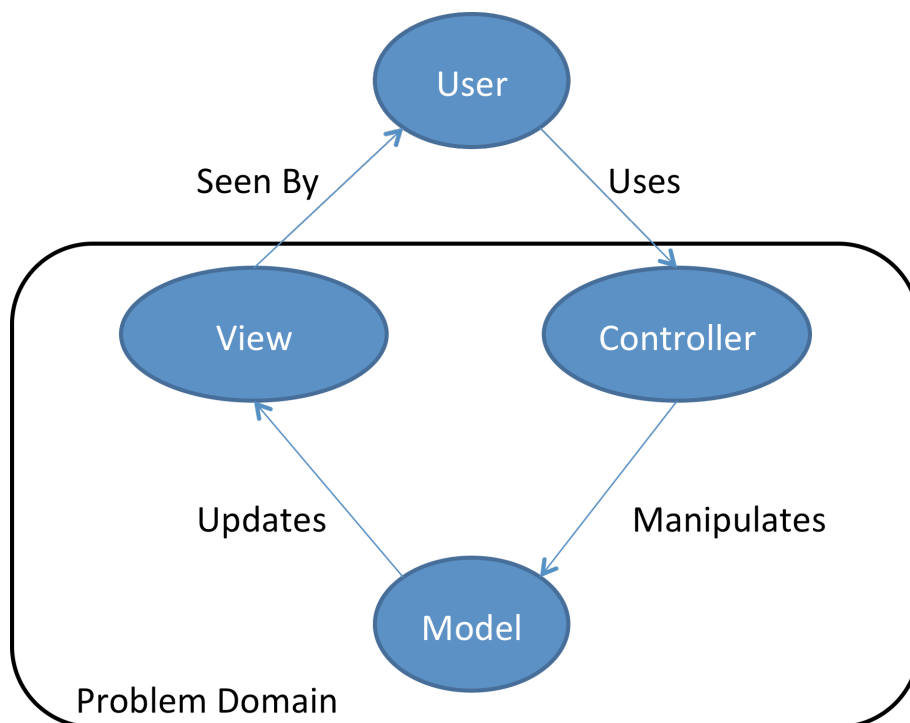 User
Seen By
Uses
View
Controller
Updates
Manipulates
Model
Problem Domain